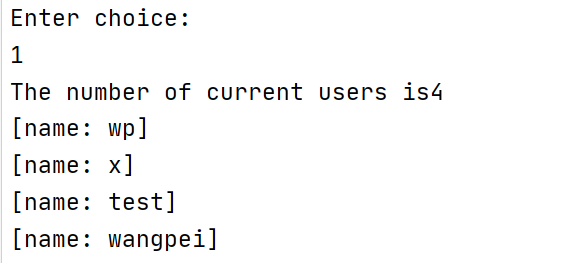 Enter choice:
1
The number of current users is4
[name: wp]
[name: x]
[name: test]
[name: wangpei]